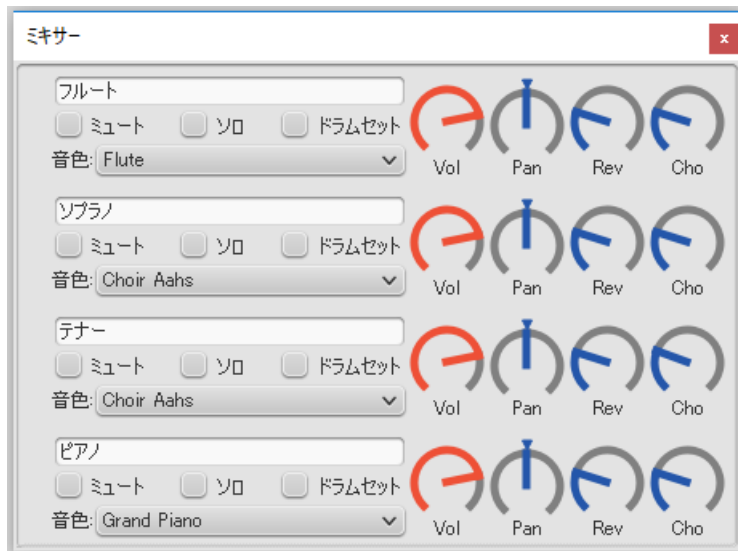 ミキサー
x
フルート
ミュート ソロ ドラムセット
音色: Flute
Vol Pan Rev Cho
ソプラノ
ミュート ソロ ドラムセット
音色: Choir Aahs
Vol Pan Rev Cho
テナー
ミュート ソロ ドラムセット
音色: Choir Aahs
Vol Pan Rev Cho
ピアノ
ミュート ソロ ドラムセット
音色: Grand Piano
Vol Pan Rev Cho